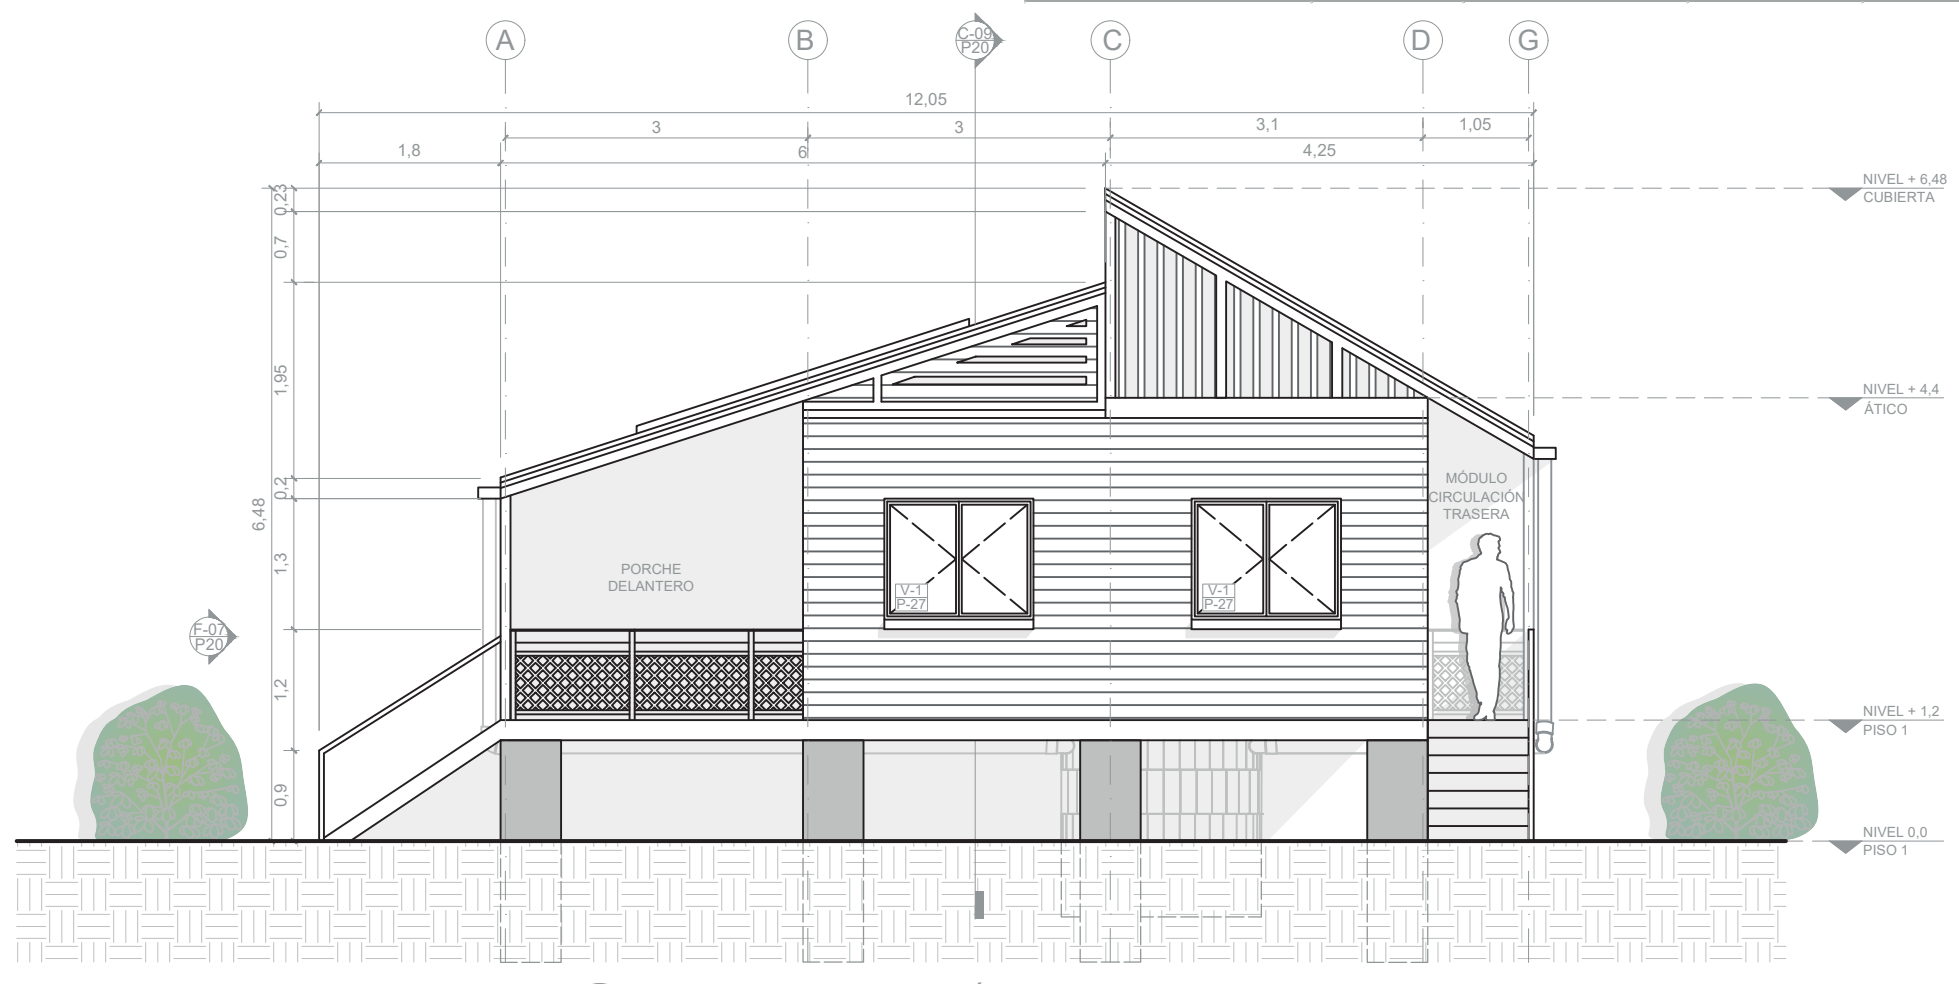 A
B
C-09
P20
C
D
G
12,05
3
3
3,1
1,05
1,8
6
4,25
0,23
0,7
1,95
0,2
6,48
1,3
1,2
0,9
NIVEL + 6,48
CUBIERTA
NIVEL + 4,4
ÁTICO
MÓDULO
CIRCULACIÓN
TRASERA
PORCHE
DELANTERO
V-1
P-27
V-1
P-27
F-07
P20
NIVEL + 1,2
PISO 1
NIVEL 0,0
PISO 1